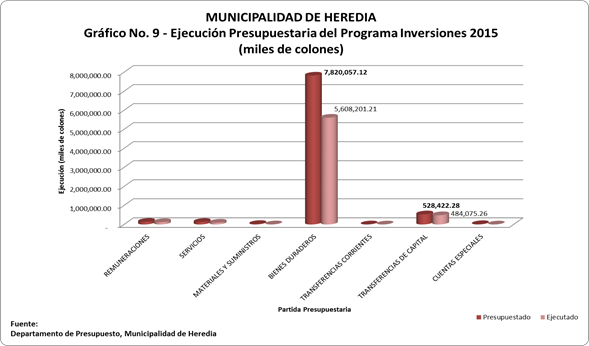 MUNICIPALIDAD DE HEREDIA
Gráfico No. 9 - Ejecución Presupuestaria del Programa Inversiones 2015
(miles de colones)
Ejecución (miles de colones)
8,000,000.00
7,000,000.00
6,000,000.00
5,000,000.00
4,000,000.00
3,000,000.00
2,000,000.00
1,000,000.00
-
7,820,057.12
5,608,201.21
528,422.28
484,075.26
REMUNERACIONES
SERVICIOS
MATERIALES Y SUMINISTROS
BIENES DURADEROS
TRANSFERENCIAS CORRIENTES
TRANSFERENCIAS DE CAPITAL
CUENTAS ESPECIALES
Partida Presupuestaria
Presupuestado
Ejecutado
Fuente:
Departamento de Presupuesto, Municipalidad de Heredia